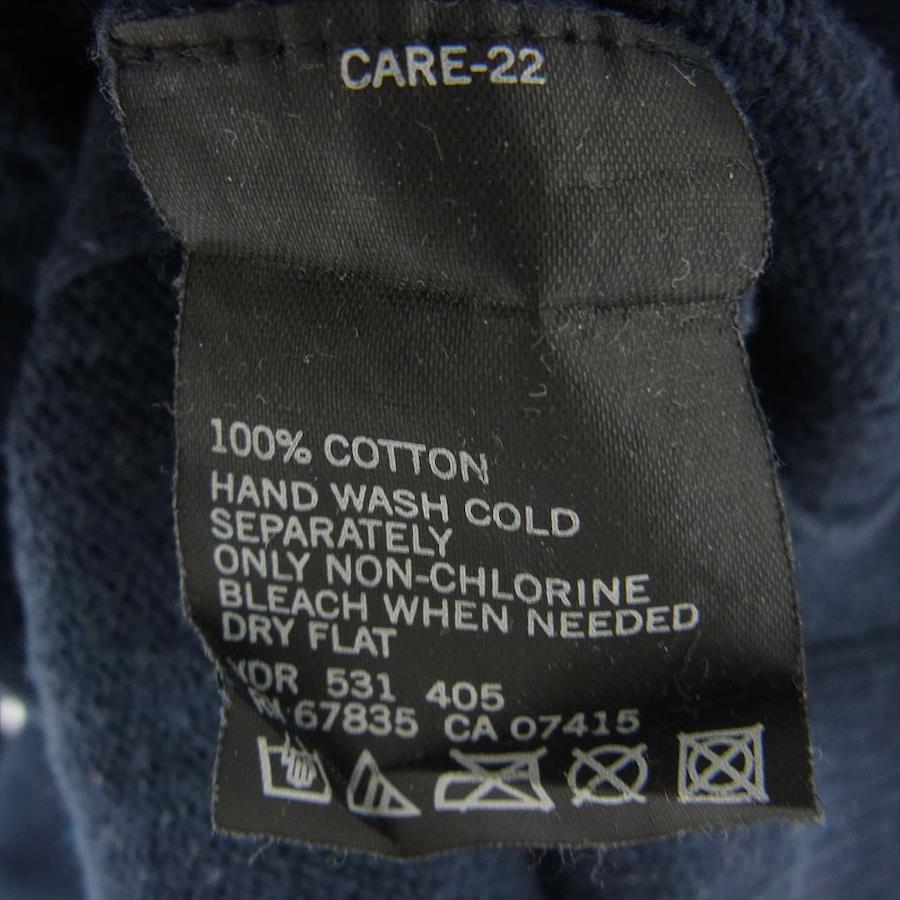 CARE-22
100% COTTON
HAND WASH COLD
SEPARATELY
ONLY NON-CHLORINE
BLEACH WHEN NEEDED
DRY FLAT
531 405
67835 CA 07415